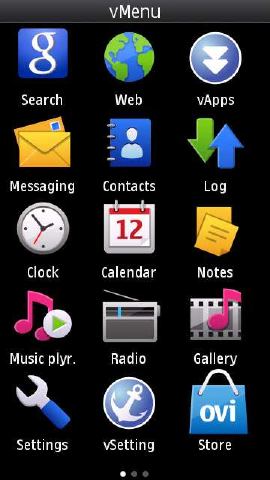 vMenu
g
Search Web vApps
Messaging Contacts Log
12
Clock Calendar Notes
Music plyr. Radio Gallery
ovi
Settings vSetting Store